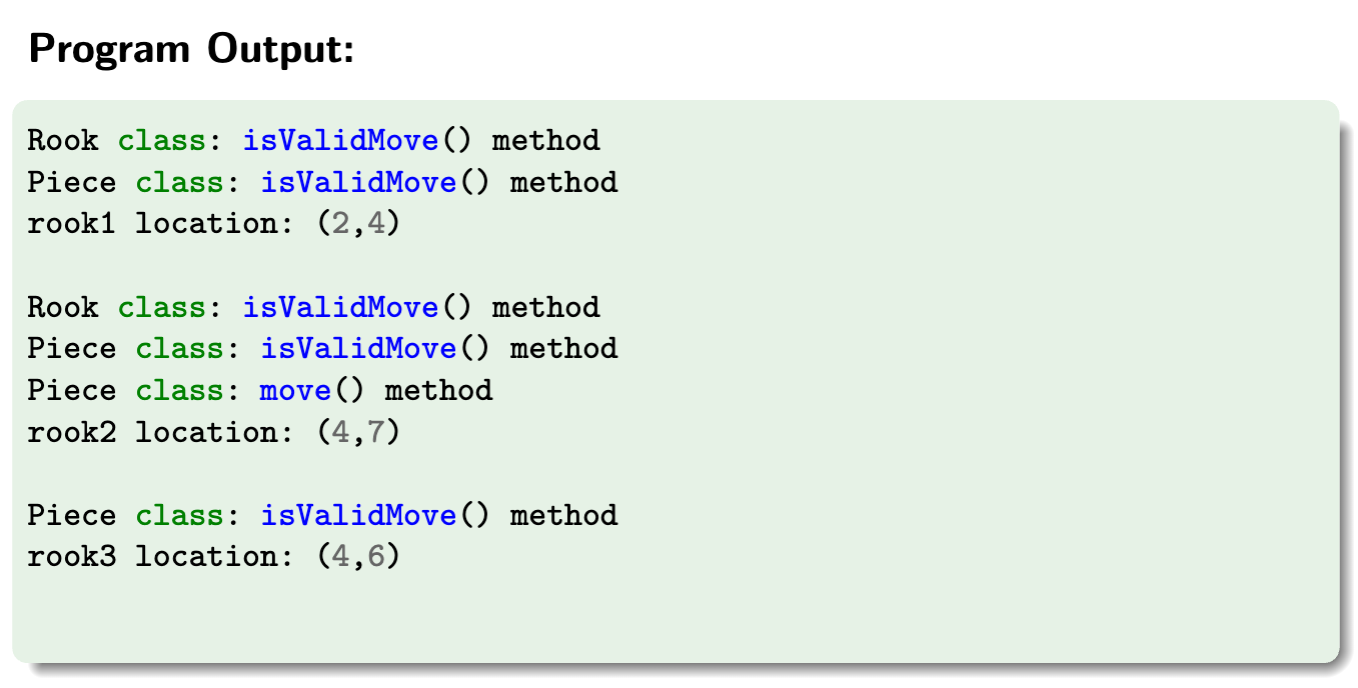 Program Output:
Rook class: isValidMove() method
Piece class: isValidMove() method
rook1 location: (2,4)
Rook class: isValidMove() method
Piece class: isValidMove() method
Piece class: move() method
rook2 location: (4,7)
Piece class: isValidMove() method
rook3 location: (4,6)